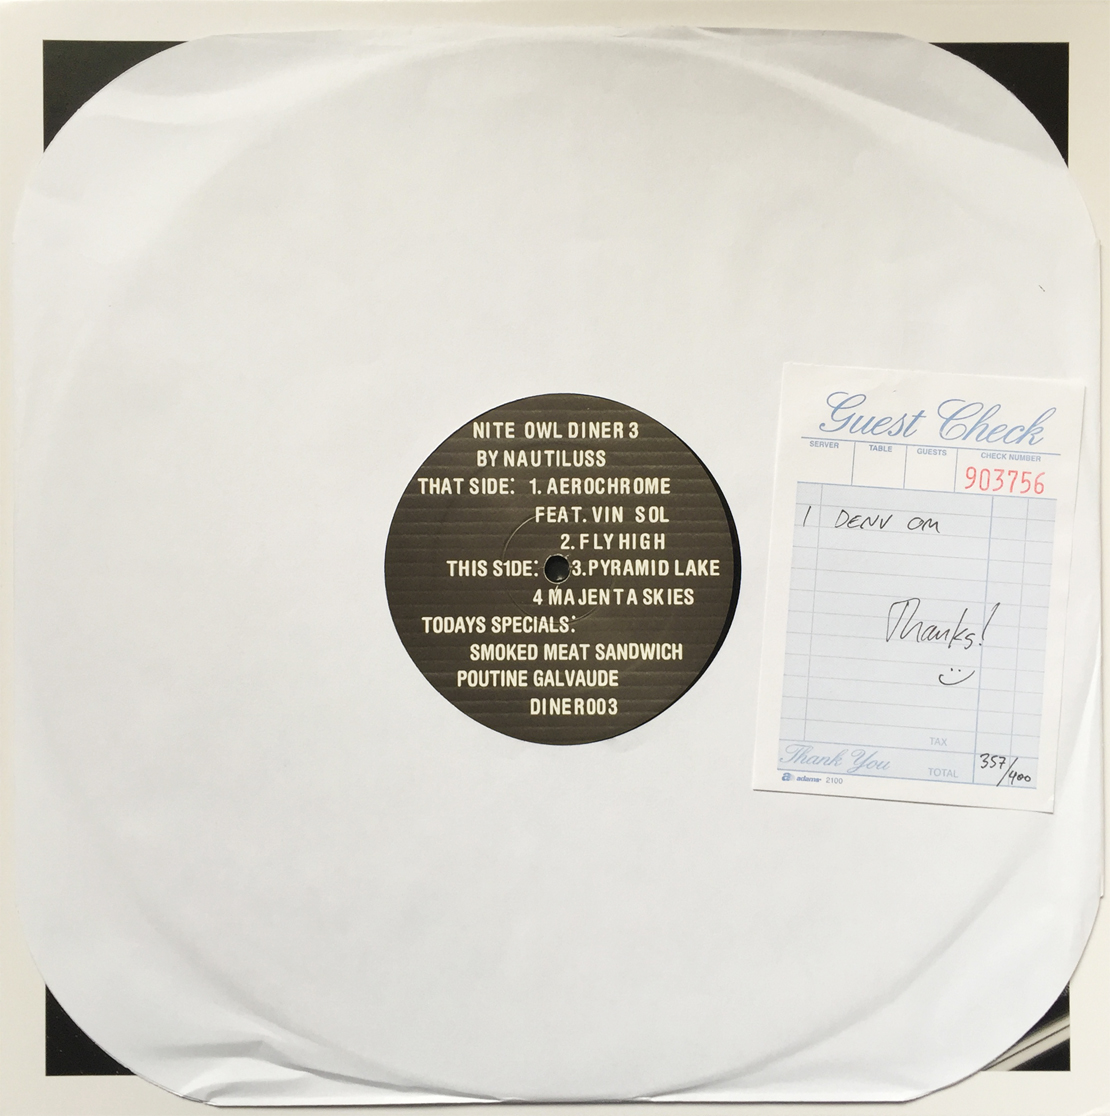 NITE OWL DINER 3
BY NAUTILUSS
THAT SIDE: 1. AEROCHROME
FEAT. VIN SOL
2. FLY HIGH
THIS S1DE: 3.PYRAMID LAKE
4 MAJENTA SKIES
TODAYS SPECIALS:
SMOKED MEAT SANDWICH
POUTINE GALVAUDE
DINER003
Guest Check
SERVER TABLE GUESTS CHECK NUMBER
903756
1 DENV OM
Thanks!
TAX
Thank You TOTAL 357/400
adams 2100